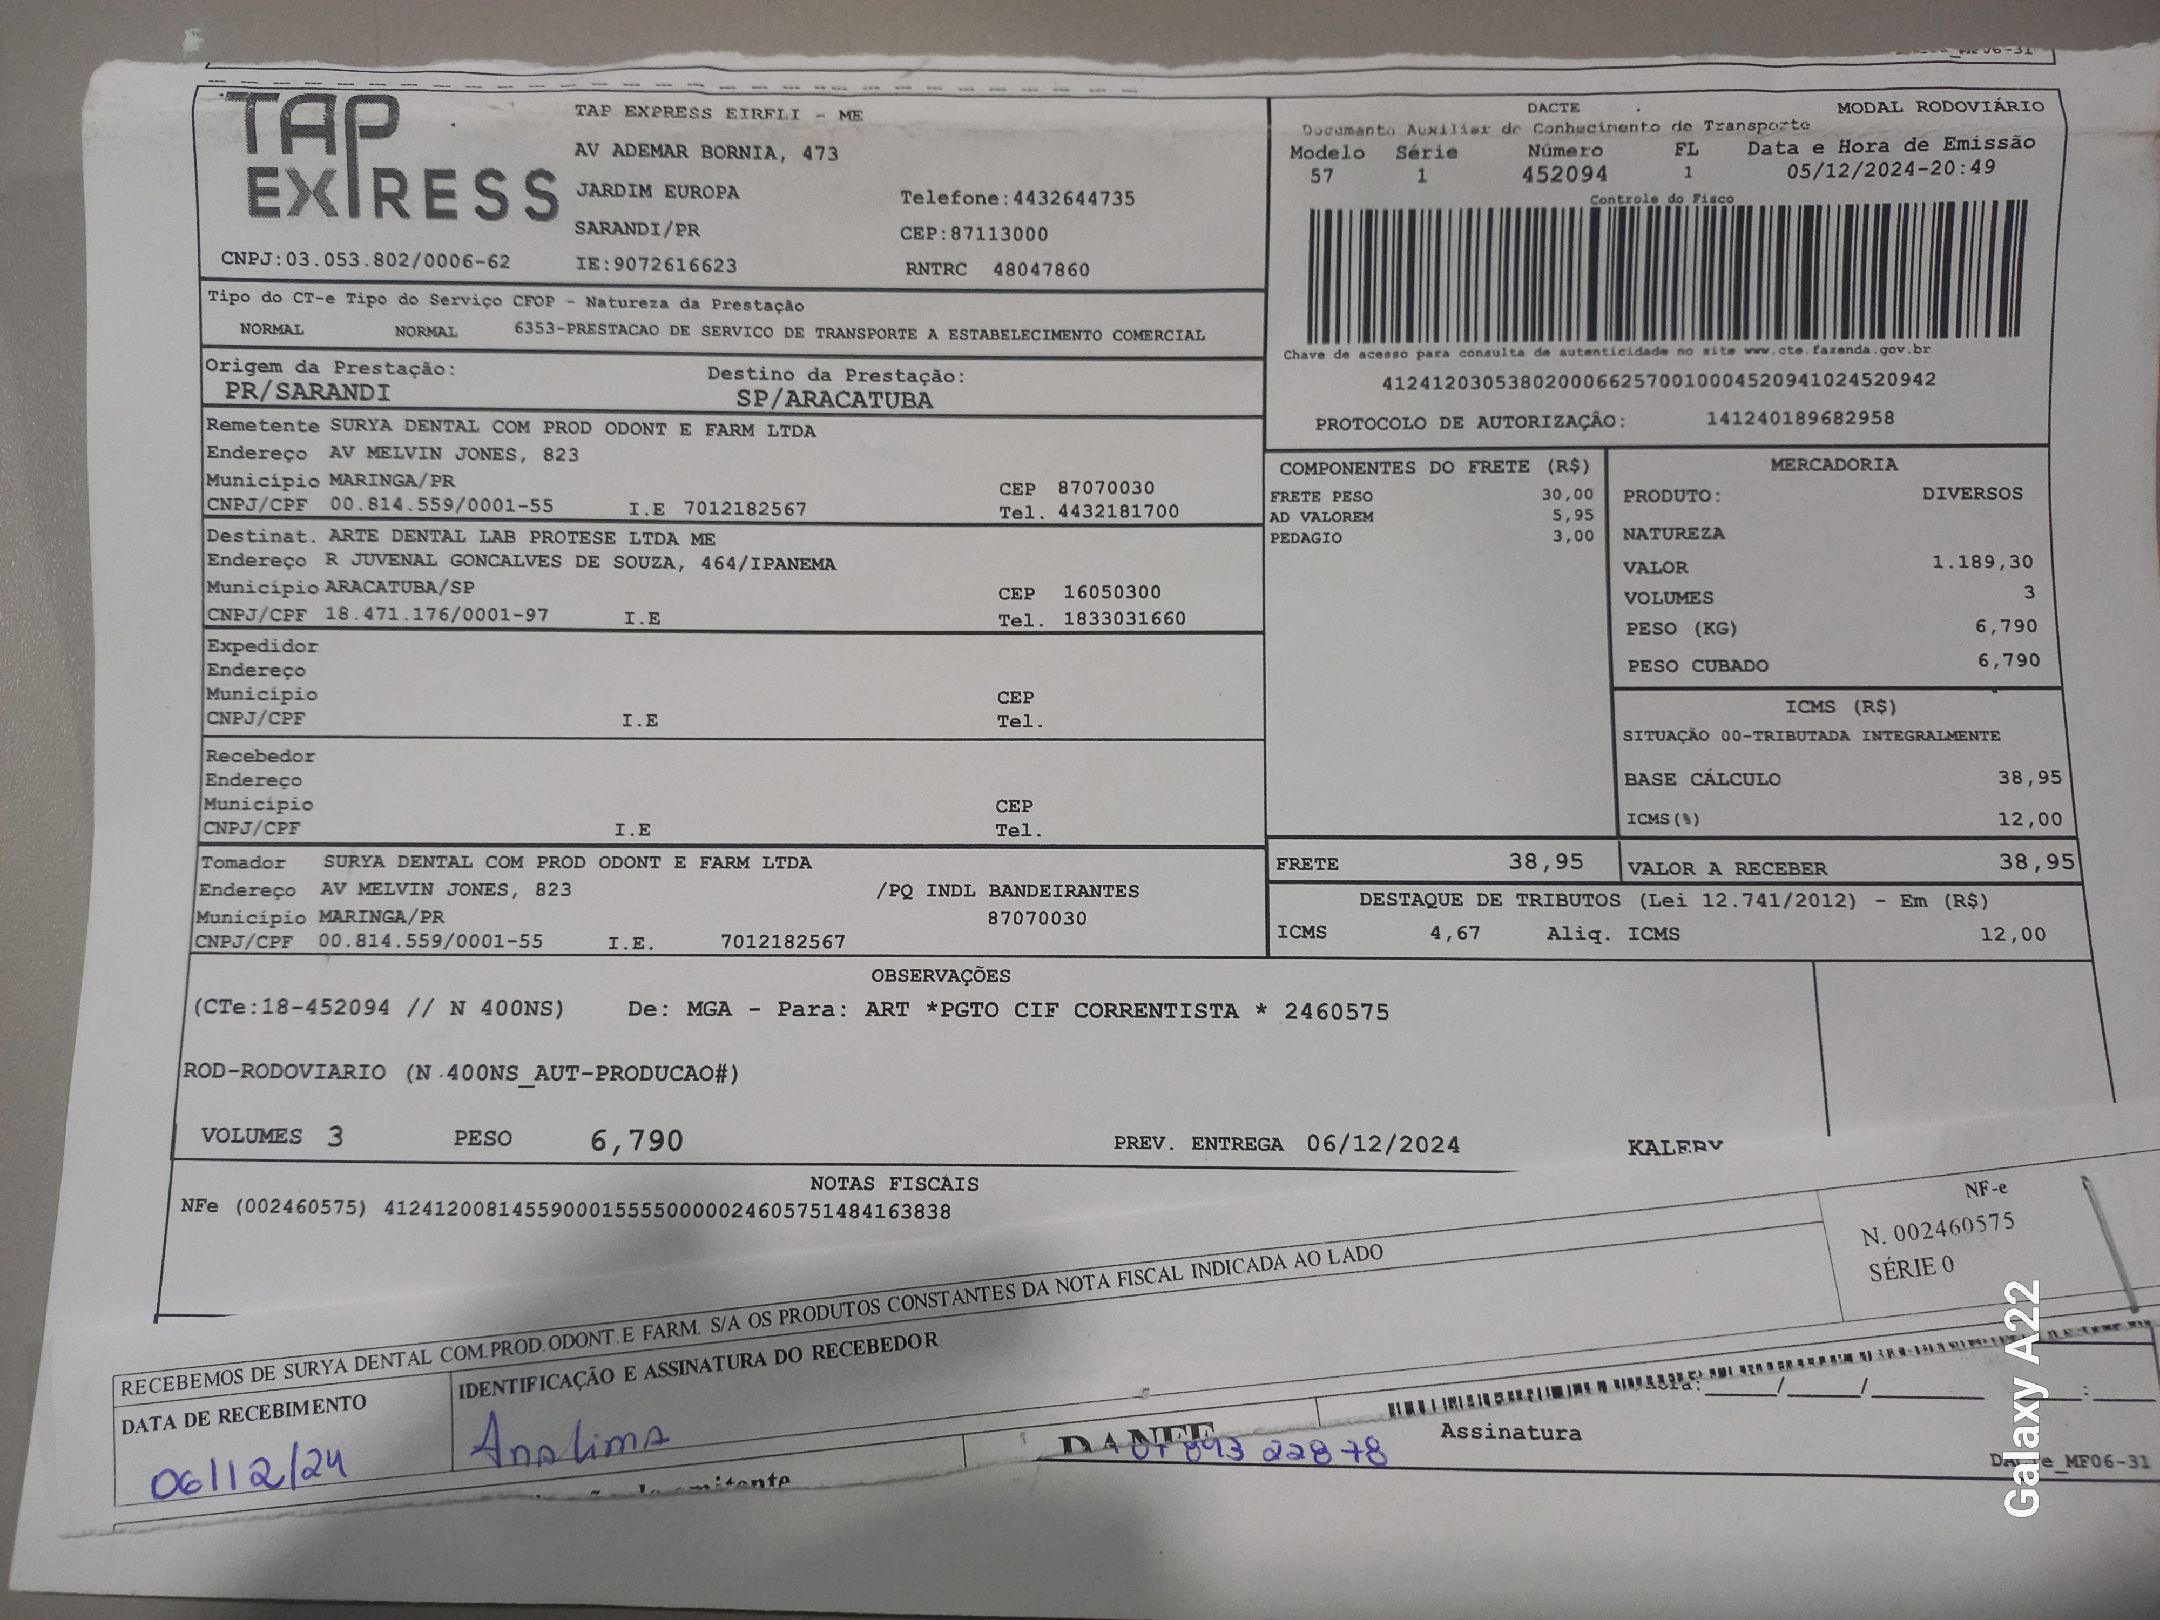 TAP EXPRESS
TAP EXPRESS EIRELI - ME
AV ADEMAR BORNIA, 473
JARDIM EUROPA Telefone:4432644735
SARANDI/PR CEP:87113000
CNPJ:03.053.802/0006-62 IE:9072616623 RNTRC 48047860
DACTE MODAL RODOVIÁRIO
Documento Auxiliar de Conhecimento de Transporte
Modelo Série Número FL Data e Hora de Emissão
57 1 452094 1 05/12/2024-20:49
Controle do Fisco
Chave de acesso para consulta de autenticidade no site www.cte.fazenda.gov.br
41241203053802000662570010004520941024520942
PROTOCOLO DE AUTORIZAÇÃO: 141240189682958
Tipo do CT-e Tipo do Serviço CFOP - Natureza da Prestação
NORMAL NORMAL 6353-PRESTACAO DE SERVICO DE TRANSPORTE A ESTABELECIMENTO COMERCIAL
Origem da Prestação: Destino da Prestação:
PR/SARANDI SP/ARACATUBA
Remetente SURYA DENTAL COM PROD ODONT E FARM LTDA
Endereço AV MELVIN JONES, 823
Município MARINGA/PR CEP 87070030
CNPJ/CPF 00.814.559/0001-55 I.E 7012182567 Tel. 4432181700
Destinat. ARTE DENTAL LAB PROTESE LTDA ME
Endereço R JUVENAL GONCALVES DE SOUZA, 464/IPANEMA
Município ARACATUBA/SP CEP 16050300
CNPJ/CPF 18.471.176/0001-97 I.E Tel. 1833031660
Expedidor
Endereço
Município CEP
CNPJ/CPF I.E Tel.
Recebedor
Endereço
Município CEP
CNPJ/CPF I.E Tel.
Tomador SURYA DENTAL COM PROD ODONT E FARM LTDA
Endereço AV MELVIN JONES, 823 /PQ INDL BANDEIRANTES
Município MARINGA/PR 87070030
CNPJ/CPF 00.814.559/0001-55 I.E. 7012182567
COMPONENTES DO FRETE (R$)
FRETE PESO 30,00
AD VALOREM 5,95
PEDAGIO 3,00
MERCADORIA
PRODUTO: DIVERSOS
NATUREZA
VALOR 1.189,30
VOLUMES 3
PESO (KG) 6,790
PESO CUBADO 6,790
ICMS (R$)
SITUAÇÃO 00-TRIBUTADA INTEGRALMENTE
BASE CÁLCULO 38,95
ICMS(%) 12,00
FRETE 38,95 VALOR A RECEBER 38,95
DESTAQUE DE TRIBUTOS (Lei 12.741/2012) - Em (R$)
ICMS 4,67 Aliq. ICMS 12,00
OBSERVAÇÕES
(CTe:18-452094 // N 400NS) De: MGA - Para: ART *PGTO CIF CORRENTISTA * 2460575
ROD-RODOVIARIO (N 400NS_AUT-PRODUCAO#)
VOLUMES 3 PESO 6,790 PREV. ENTREGA 06/12/2024 KALERY
NOTAS FISCAIS
NFe (002460575) 41241200814559000155550000024605751484163838
NF-e
N. 002460575
SÉRIE 0
RECEBEMOS DE SURYA DENTAL COM.PROD.ODONT.E FARM. S/A OS PRODUTOS CONSTANTES DA NOTA FISCAL INDICADA AO LADO
DATA DE RECEBIMENTO IDENTIFICAÇÃO E ASSINATURA DO RECEBEDOR
06/12/24 Ana Lima
DANFE
22878
Assinatura
MF06-31
Galaxy A22